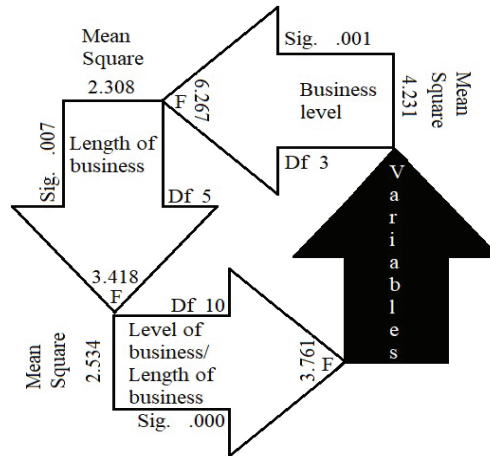 Mean
Square
2.308
Sig. .001
F
6.267
Business
level
4.231
Mean
Square
Df 3
Sig. .007
Length of
business
Df 5
3.418
F
Variables
Mean
Square
2.534
Df 10
Level of
business/
Length of
business
Sig. .000
3.761
F